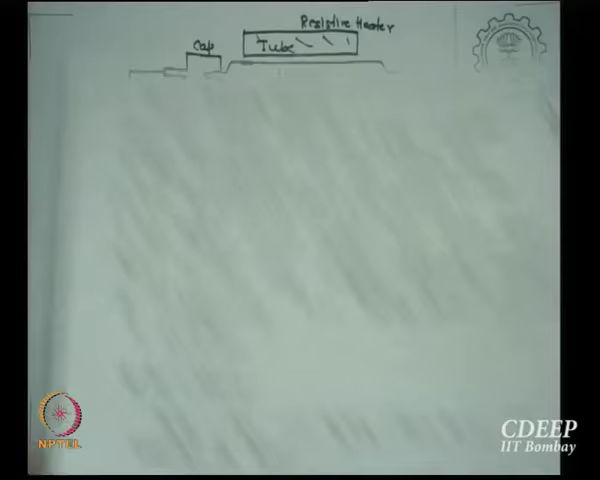 Resistive Heater
Cap
Tube
NPTEL
CDEEP
IIT Bombay